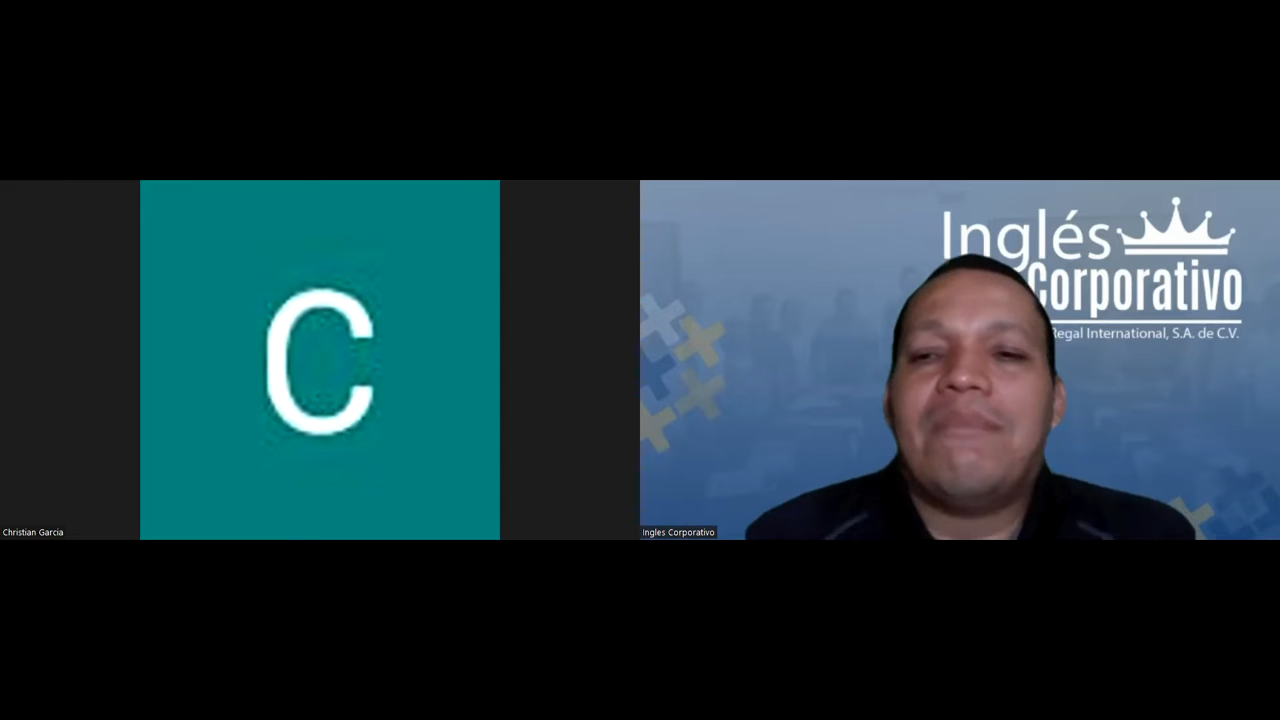 C
Christian Garcia
Inglés
Corporativo
Regal International, S.A. de C.V.
Ingles Corporativo